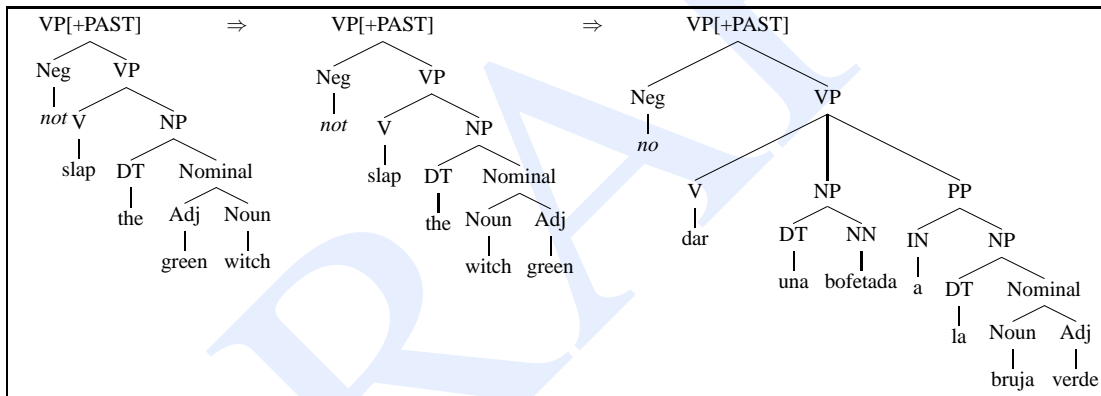 VP[+PAST] ⇒ VP[+PAST] ⇒ VP[+PAST]
Neg VP Neg VP Neg VP
not V NP not V NP no
slap DT Nominal slap DT Nominal V NP PP
the Adj Noun the Noun Adj dar DT NN IN NP
green witch witch green una bofetada a DT Nominal
la Noun Adj
bruja verde